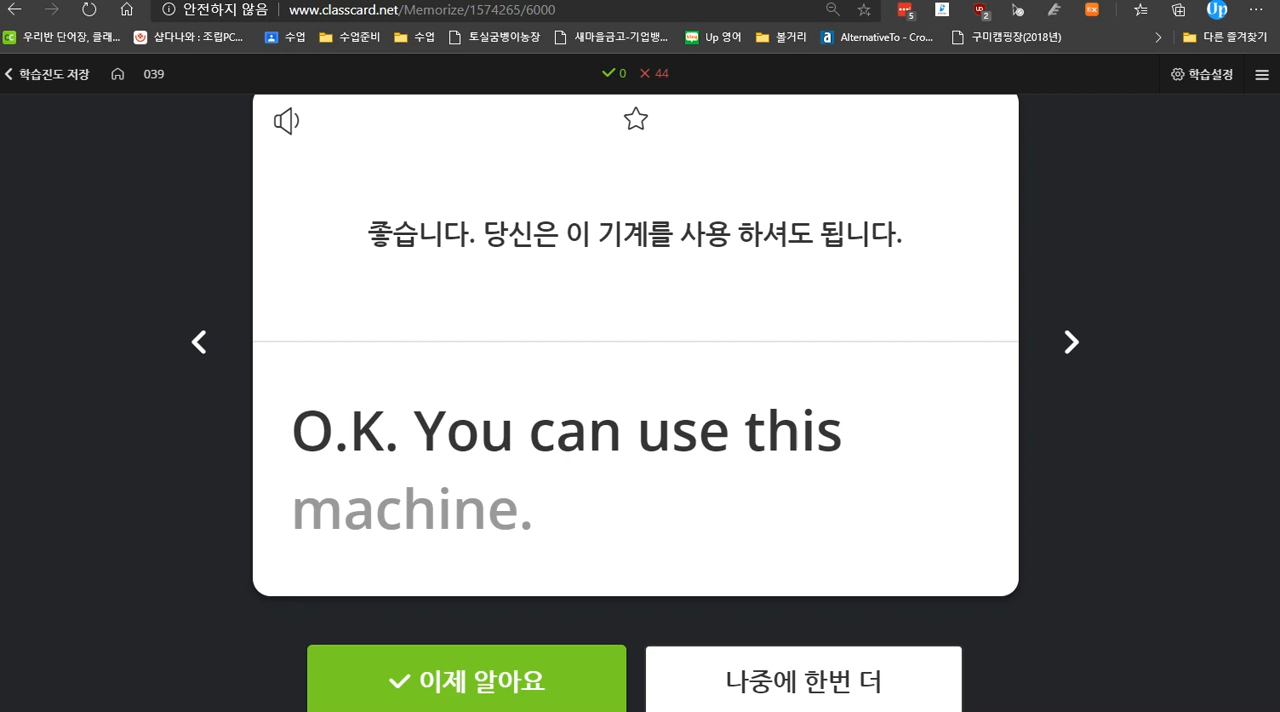 안전하지 않음 www.classcard.net/Memorize/1574265/6000
5 2 EX Up
우리반 단어장, 클래... 샵다나와 : 조립PC... 수업 수업준비 수업 토실굼벵이농장 새마을금고-기업뱅... Up 영어 볼거리 AlternativeTo - Cro... 구미캠핑장(2018년) 다른 즐겨찾기
학습진도 저장 039 0 44 학습설정
좋습니다. 당신은 이 기계를 사용 하셔도 됩니다.
O.K. You can use this
machine.
이제 알아요 나중에 한번 더